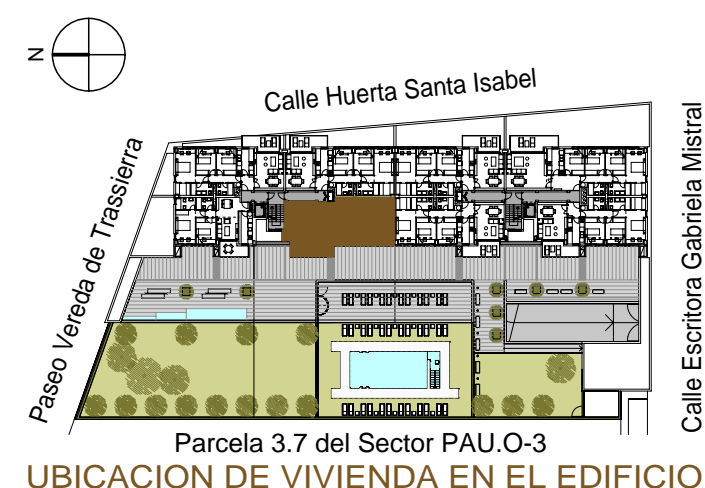 N
Calle Huerta Santa Isabel
Paseo Vereda de Trassierra
Calle Escritora Gabriela Mistral
Parcela 3.7 del Sector PAU.O-3
UBICACION DE VIVIENDA EN EL EDIFICIO